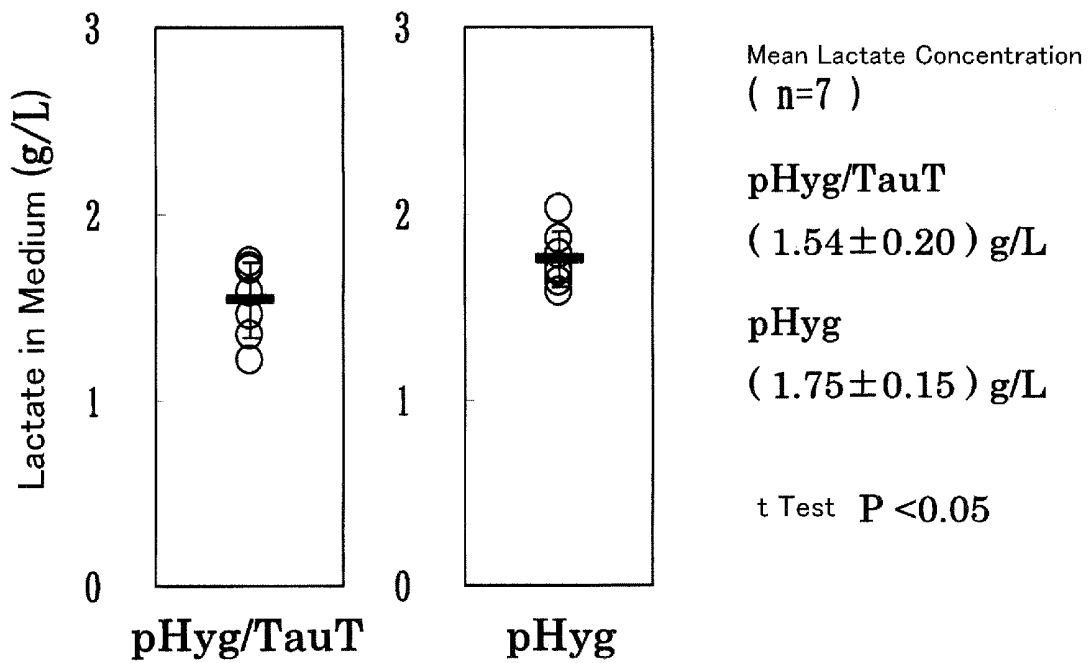 Lactate in Medium (g/L)
3
2
1
0
pHyg/TauT
3
2
1
0
pHyg
Mean Lactate Concentration
( n=7 )
pHyg/TauT
( 1.54±0.20 ) g/L
pHyg
( 1.75±0.15 ) g/L
t Test P <0.05